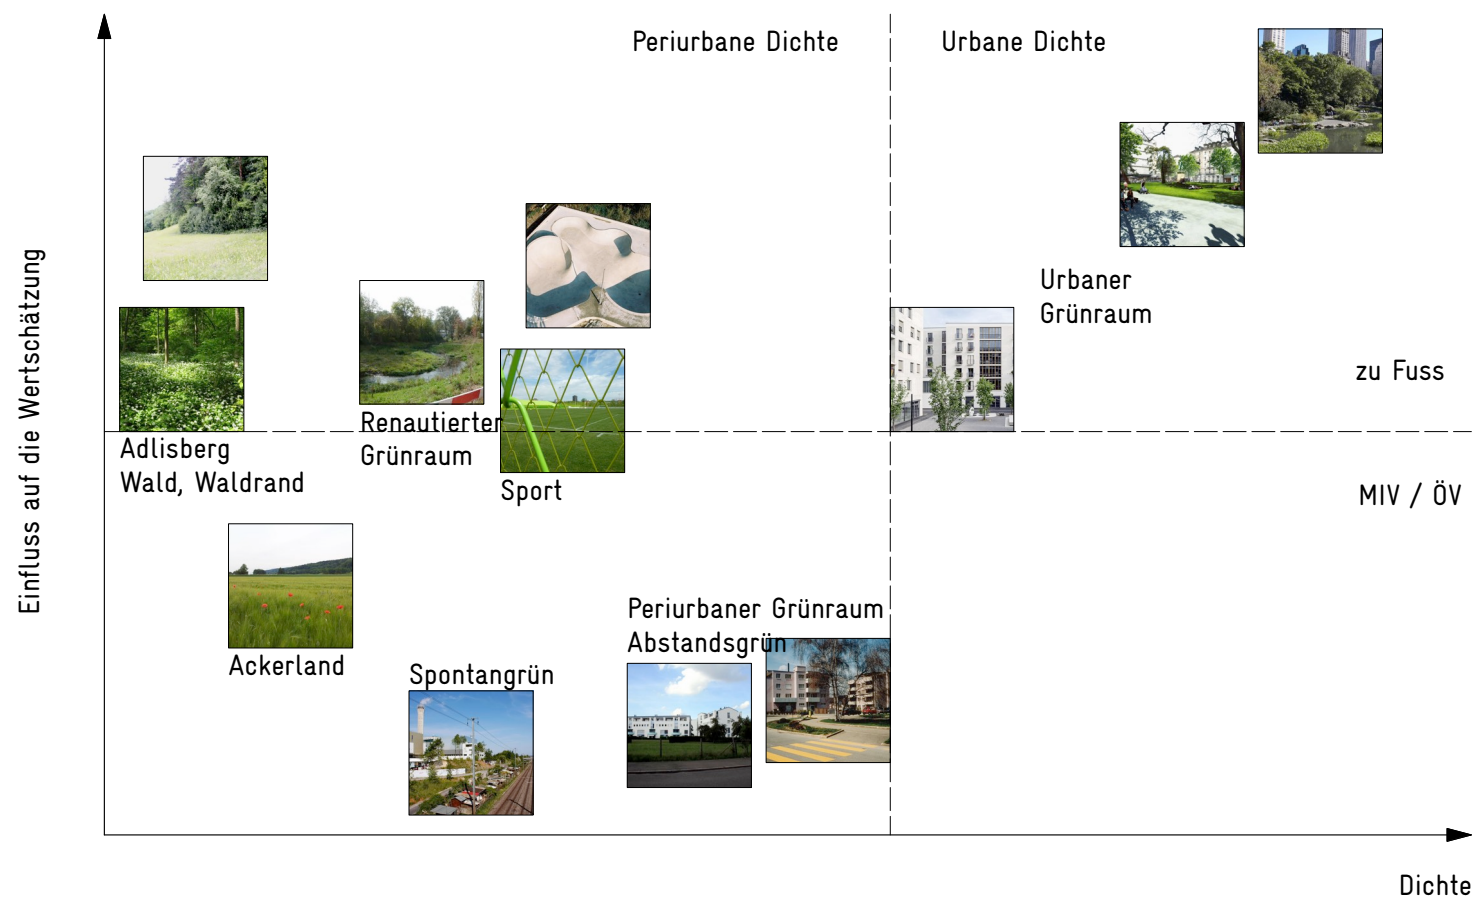 Periurbane Dichte
Urbane Dichte
Einfluss auf die Wertschätzung
Urbaner
Grünraum
zu Fuss
Renautierter
Grünraum
Adlisberg
Wald, Waldrand
Sport
MIV / ÖV
Periurbaner Grünraum
Abstandsgrün
Ackerland
Spontangrün
Dichte